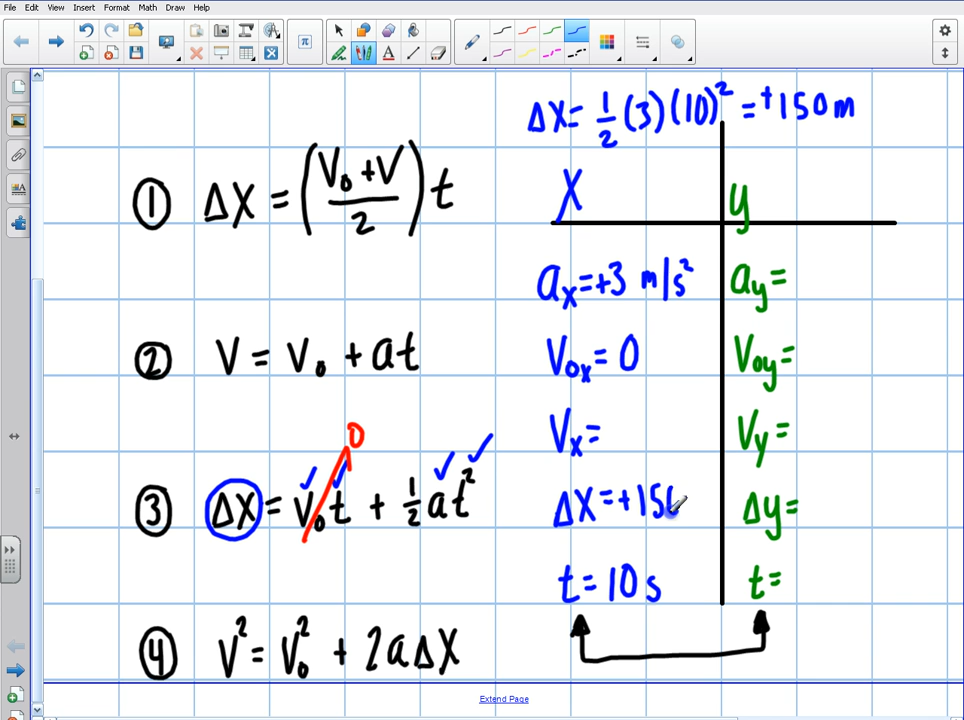 File Edit View Insert Format Math Draw Help
π
ΔX = 1/2 (3)(10)² = +150 m
X y
① ΔX = ((V₀ + V)/2) t
aₓ = +3 m/s² a_y =
② V = V₀ + at
V₀ₓ = 0 V₀y =
Vₓ = V_y =
0
③ ΔX = V₀t + 1/2 at²
ΔX = +150 Δy =
t = 10 s t =
④ V² = V₀² + 2aΔX
Extend Page